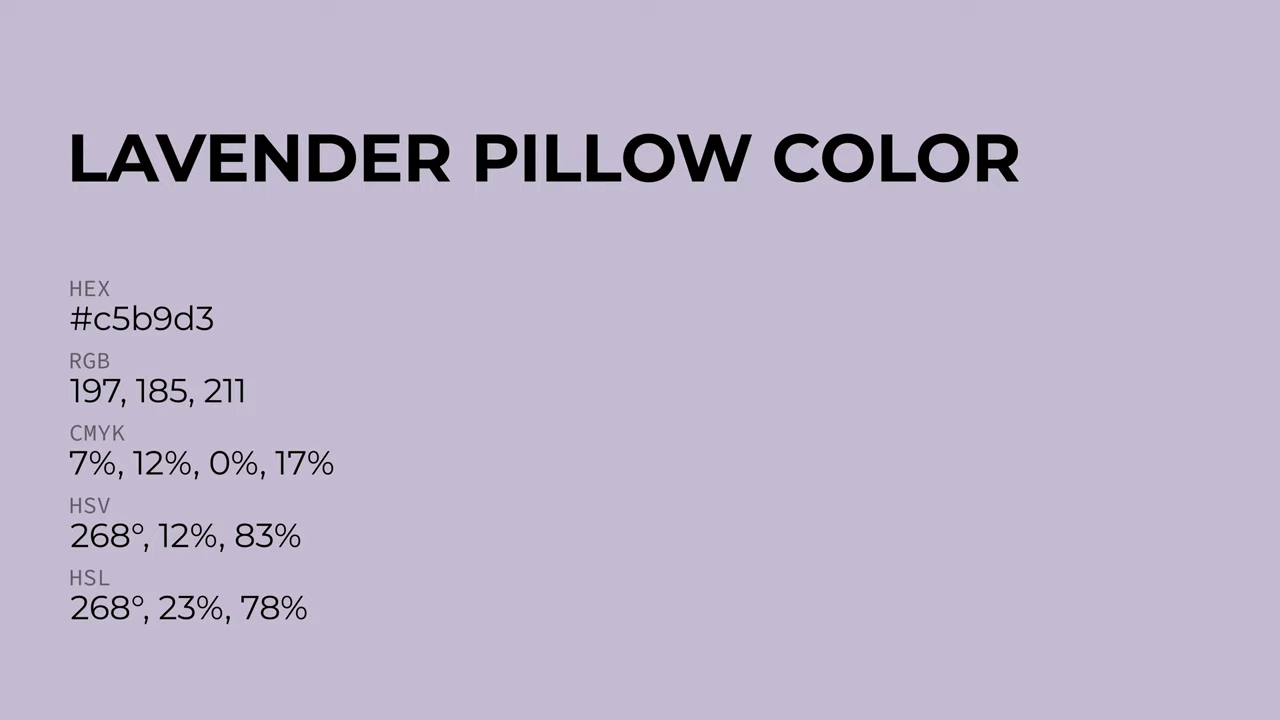 LAVENDER PILLOW COLOR
HEX
#c5b9d3
RGB
197, 185, 211
CMYK
7%, 12%, 0%, 17%
HSV
268°, 12%, 83%
HSL
268°, 23%, 78%